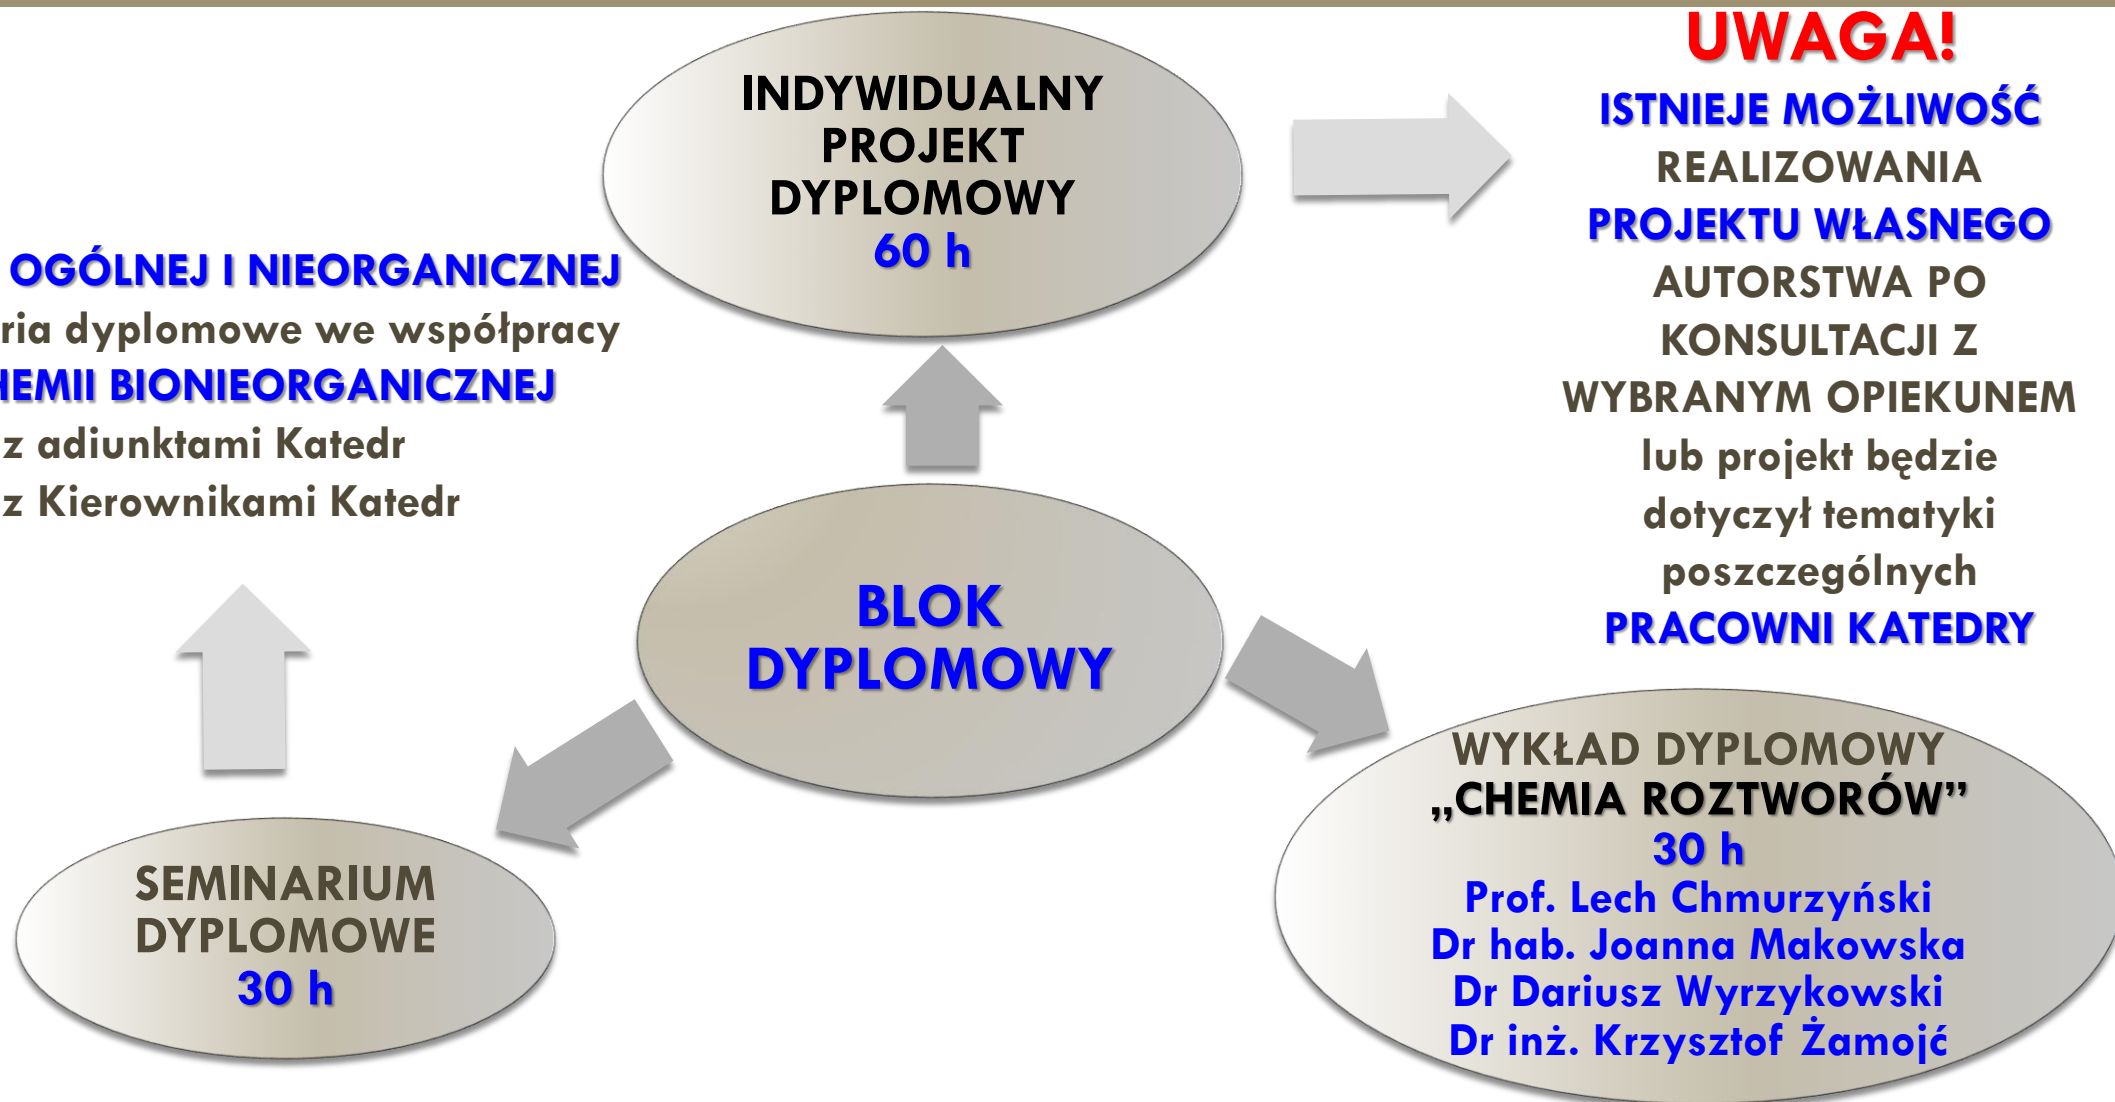 INDYWIDUALNY
PROJEKT
DYPLOMOWY
60 h
UWAGA!
ISTNIEJE MOŻLIWOŚĆ
REALIZOWANIA
PROJEKTU WŁASNEGO
AUTORSTWA PO
KONSULTACJI Z
WYBRANYM OPIEKUNEM
lub projekt będzie
dotyczył tematyki
poszczególnych
PRACOWNI KATEDRY
OGÓLNEJ I NIEORGANICZNEJ
ria dyplomowe we współpracy
HEMII BIONIEORGANICZNEJ
z adiunktami Katedr
z Kierownikami Katedr
BLOK
DYPLOMOWY
SEMINARIUM
DYPLOMOWE
30 h
WYKŁAD DYPLOMOWY
„CHEMIA ROZTWORÓW”
30 h
Prof. Lech Chmurzyński
Dr hab. Joanna Makowska
Dr Dariusz Wyrzykowski
Dr inż. Krzysztof Żamojć